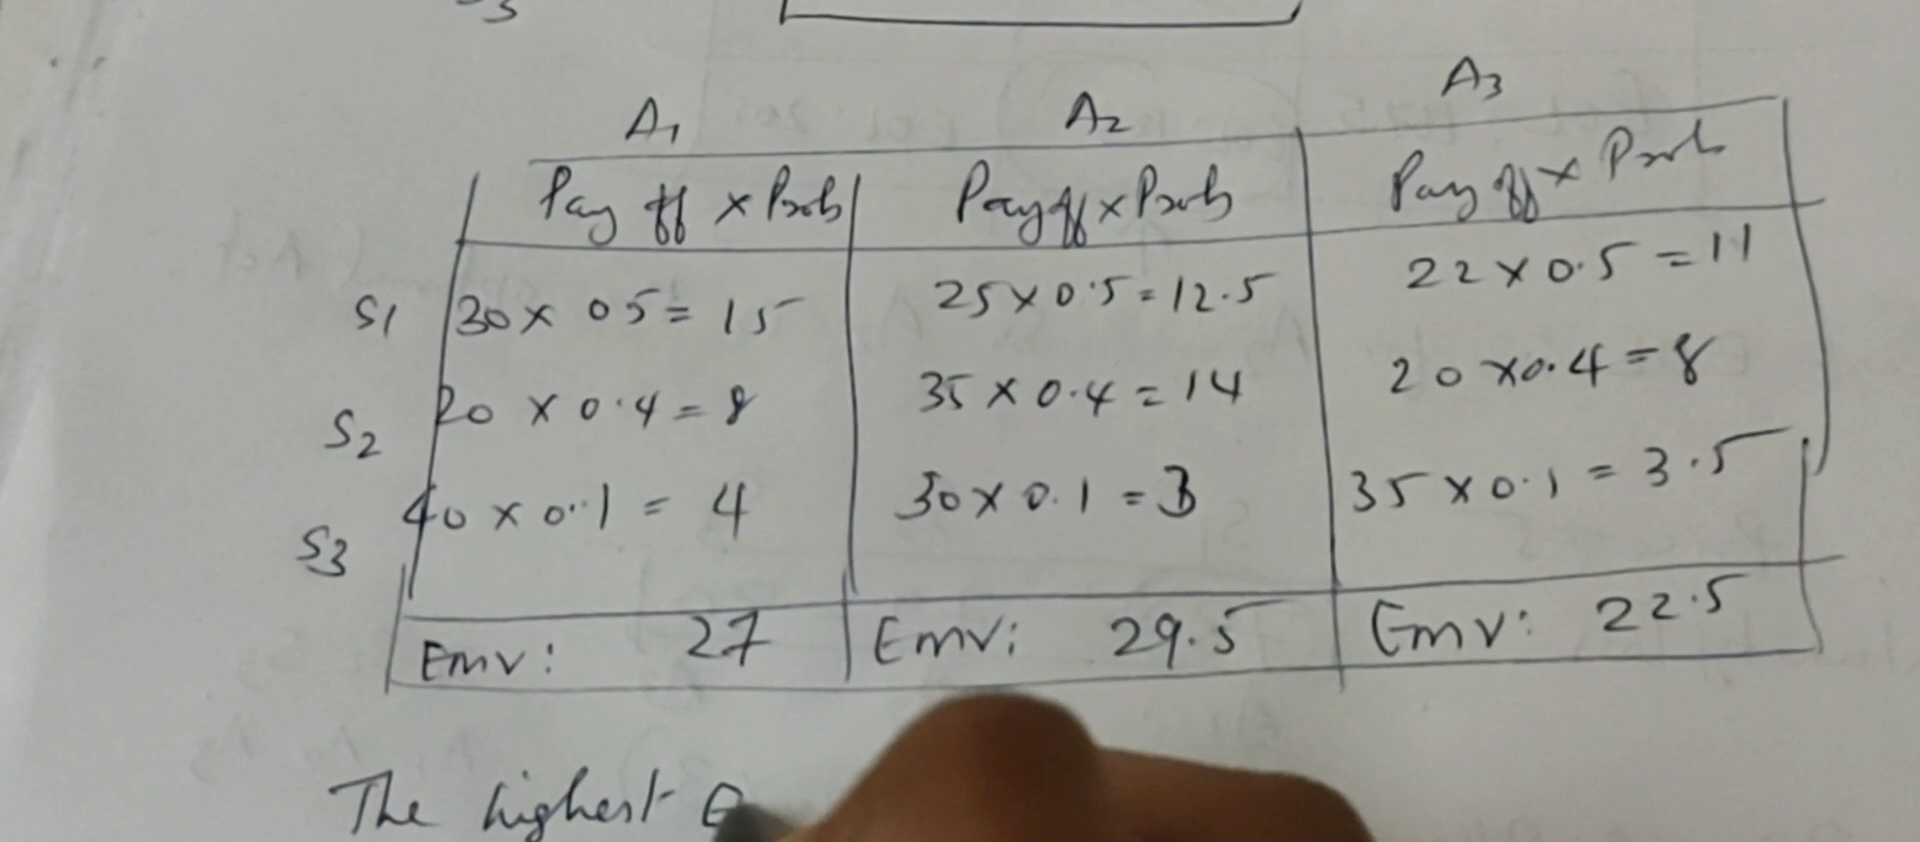 A1 A2 A3
Pay off x Prob Pay off x Prob Pay off x Prob
S1 30 x 0 5 = 15 25 x 0.5 = 12.5 22 x 0.5 = 11
S2 20 x 0.4 = 8 35 x 0.4 = 14 20 x 0.4 = 8
S3 40 x 0.1 = 4 30 x 0.1 = 3 35 x 0.1 = 3.5
Emv: 27 Emv: 29.5 Emv: 22.5
The highest E